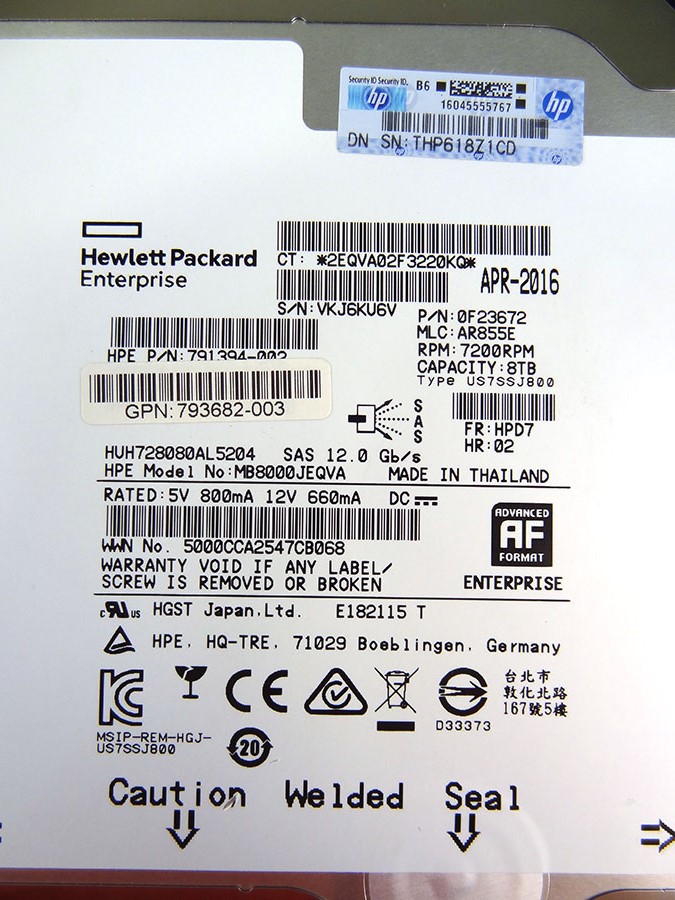 Security ID Security ID.
B6
hp
16045555767
hp
DN SN:THP618Z1CD
Hewlett Packard
Enterprise
CT: *2EQVA02F3220KQ*
APR-2016
S/N:VKJ6KU6V
P/N:0F23672
MLC:AR855E
RPM:7200RPM
CAPACITY:8TB
Type US7SSJ800
HPE P/N:791394-002
GPN:793682-003
SAS
FR:HPD7
HR:02
HUH728080AL5204 SAS 12.0 Gb/s
HPE Model No:MB8000JEQVA MADE IN THAILAND
RATED:5V 800mA 12V 660mA DC
WWN No. 5000CCA2547CB068
WARRANTY VOID IF ANY LABEL/
SCREW IS REMOVED OR BROKEN
ADVANCED
AF
FORMAT
ENTERPRISE
c RU us HGST Japan,Ltd. E182115 T
HPE, HQ-TRE, 71029 Boeblingen, Germany
台北市
敦化北路
167號5樓
D33373
MSIP-REM-HGJ-
US7SSJ800
20
Caution Welded Seal